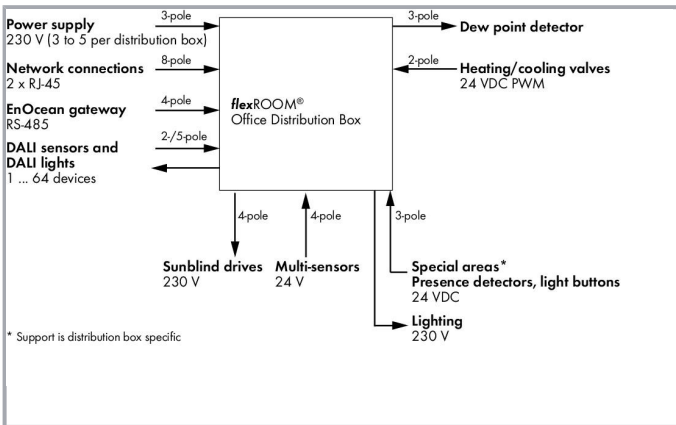 Power supply
230 V (3 to 5 per distribution box)
3-pole
Network connections
2 x RJ-45
8-pole
EnOcean gateway
RS-485
4-pole
DALI sensors and
DALI lights
1 ... 64 devices
2-/5-pole
flexROOM®
Office Distribution Box
3-pole
Dew point detector
2-pole
Heating/cooling valves
24 VDC PWM
4-pole
Sunblind drives
230 V
4-pole
Multi-sensors
24 V
3-pole
Special areas*
Presence detectors, light buttons
24 VDC
Lighting
230 V
* Support is distribution box specific